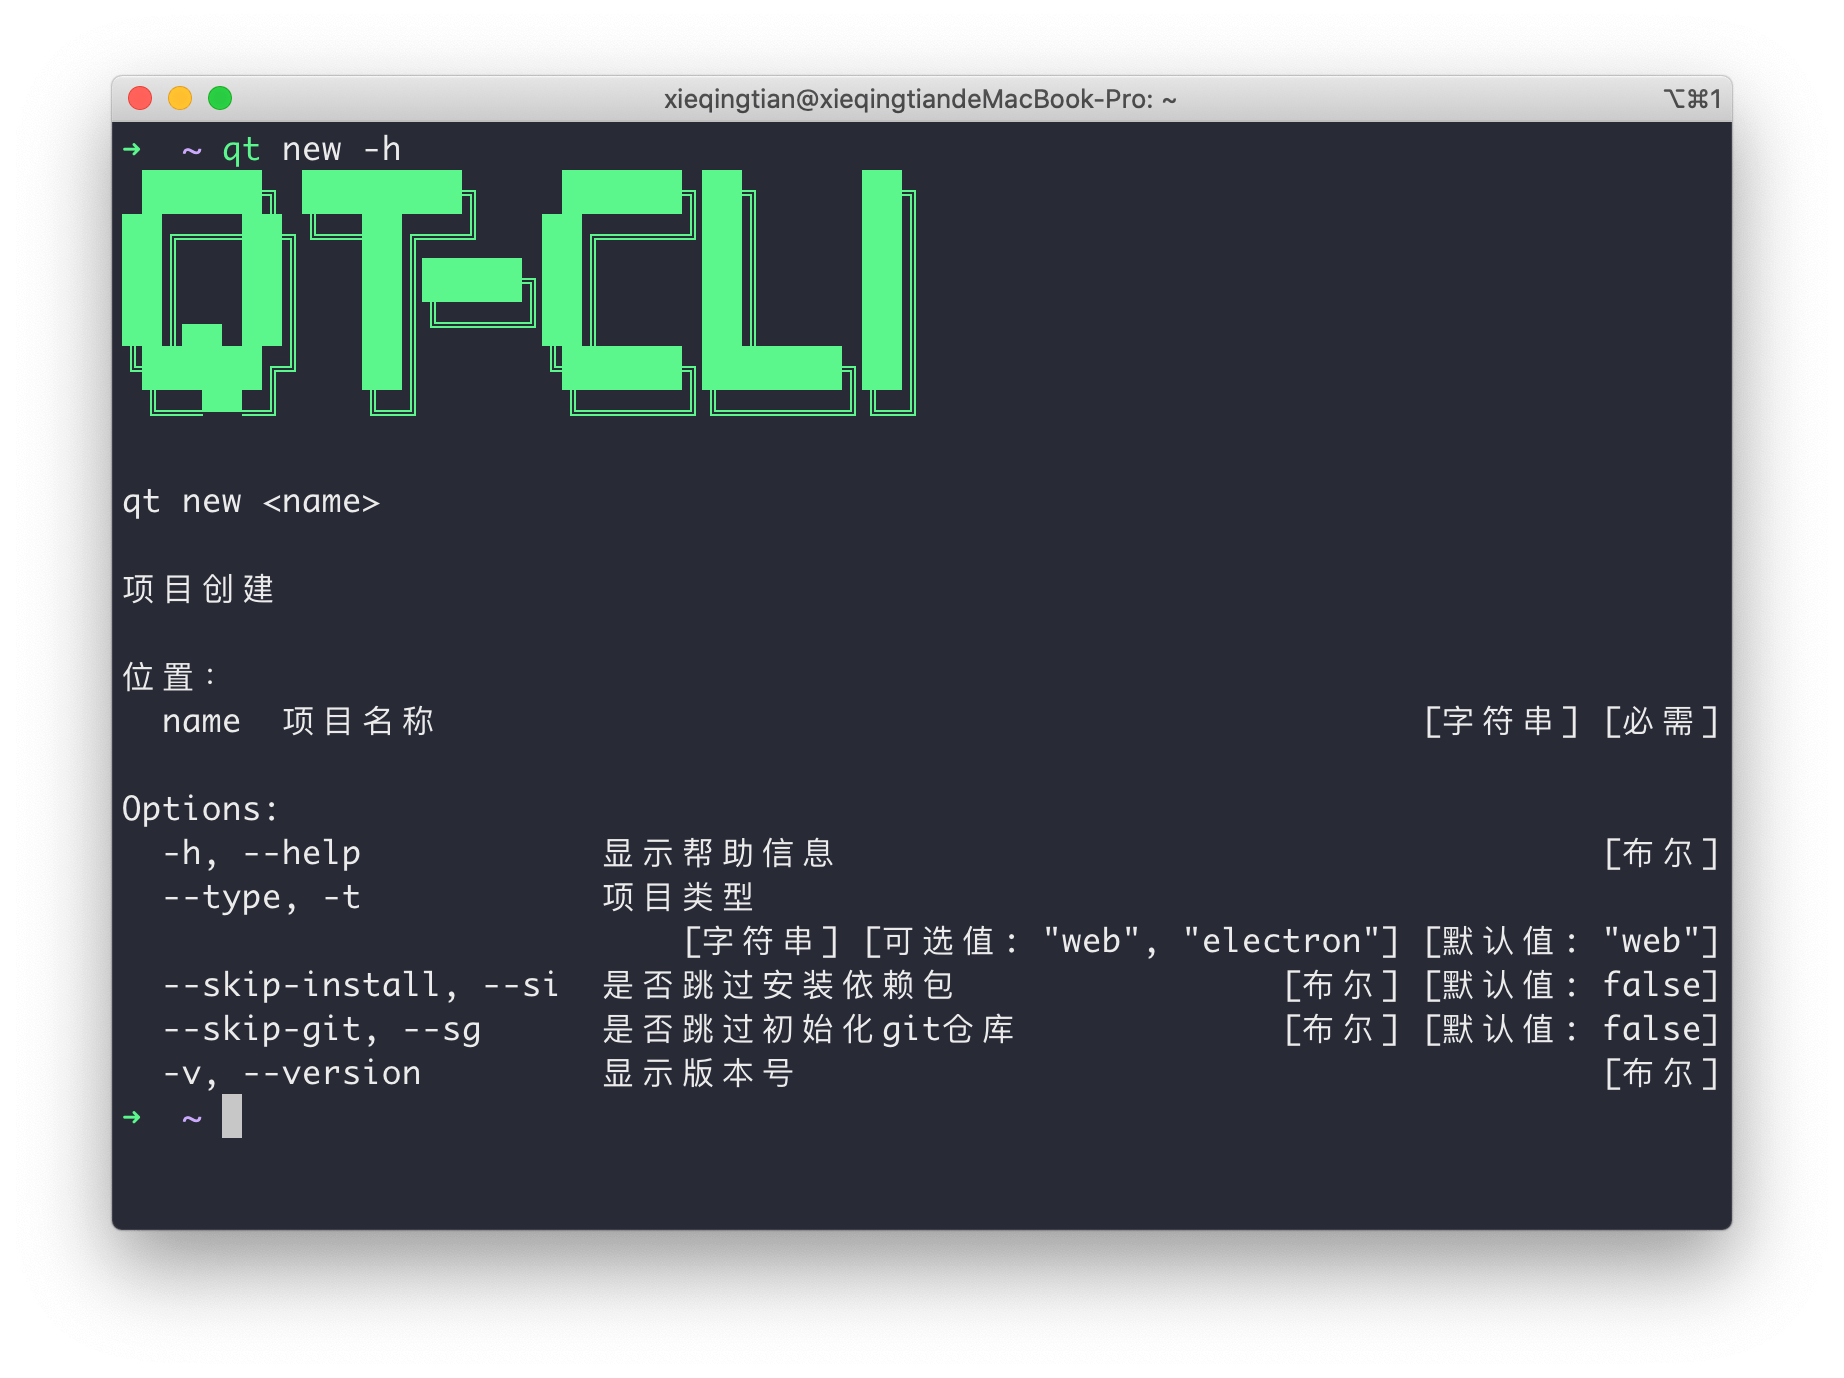 xieqingtian@xieqingtiandeMacBook-Pro: ~ ⌥⌘1
➜ ~ qt new -h
QT-CLI
qt new <name>
项目创建
位置：
name 项目名称 [字符串] [必需]
Options:
-h, --help 显示帮助信息 [布尔]
--type, -t 项目类型
[字符串] [可选值: "web", "electron"] [默认值: "web"]
--skip-install, --si 是否跳过安装依赖包 [布尔] [默认值: false]
--skip-git, --sg 是否跳过初始化git仓库 [布尔] [默认值: false]
-v, --version 显示版本号 [布尔]
➜ ~